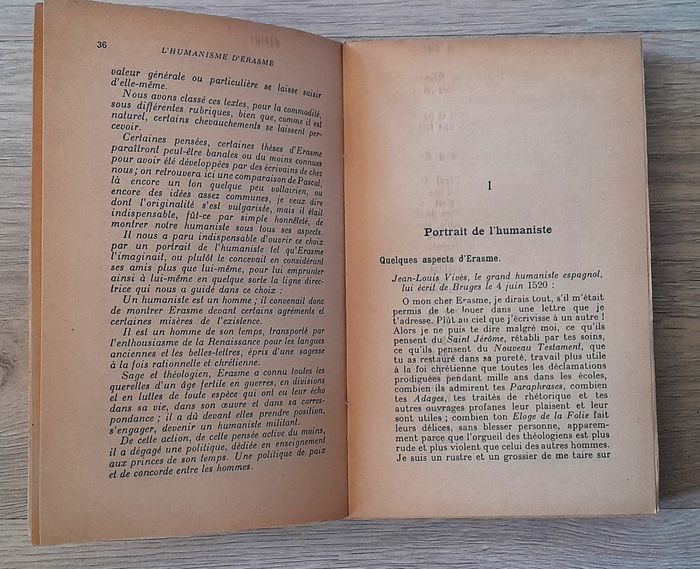 36
L'HUMANISME D'ÉRASME
valeur générale ou particulière se laisse saisir
d'elle-même.
Nous avons classé ces textes, pour la commodité,
sous différentes rubriques, bien que, comme il est
naturel, certains chevauchements se laissent per-
cevoir.
Certaines pensées, certaines thèses d'Erasme
paraîtront peut-être banales ou du moins connues
pour avoir été développées par des écrivains de chez
nous ; on retrouvera ici une comparaison de Pascal,
là encore un ton quelque peu voltairien, ou
encore des idées assez communes, je veux dire
dont l'originalité s'est vulgarisée, mais il était
indispensable, fût-ce par simple honnêteté, de
montrer notre humaniste sous tous ses aspects.
Il nous a paru indispensable d'ouvrir ce choix
par un portrait de l'humaniste tel qu'Erasme
l'imaginait, ou plutôt le concevait en considérant
ses amis plus que lui-même, pour lui emprunter
ainsi à lui-même en quelque sorte la ligne direc-
trice qui nous a guidé dans ce choix :
Un humaniste est un homme ; il convenait donc
de montrer Erasme devant certains agréments et
certaines misères de l'existence.
Il est un homme de son temps, transporté par
l'enthousiasme de la Renaissance pour les langues
anciennes et les belles-lettres, épris d'une sagesse
à la fois rationnelle et chrétienne.
Sage et théologien, Erasme a connu toutes les
querelles d'un âge fertile en guerres, en divisions
et en luttes de toute espèce qui ont eu leur écho
dans sa vie, dans son œuvre et dans sa corres-
pondance ; il a dû devant elles prendre position,
s'engager, devenir un humaniste militant.
De cette action, de cette pensée active du moins,
il a dégagé une politique, dédiée en enseignement
aux princes de son temps. Une politique de paix
et de concorde entre les hommes.
I
Portrait de l'humaniste
Quelques aspects d'Erasme.
Jean-Louis Vivès, le grand humaniste espagnol,
lui écrit de Bruges le 4 juin 1520 :
O mon cher Erasme, je dirais tout, s'il m'était
permis de te louer dans une lettre que je
t'adresse. Plût au ciel que j'écrivisse à un autre !
Alors je ne puis te dire malgré moi, ce qu'ils
pensent du Saint Jérôme, rétabli par tes soins,
ce qu'ils pensent du Nouveau Testament, que
tu as restauré dans sa pureté, travail plus utile
à la foi chrétienne que toutes les déclamations
prodiguées pendant mille ans dans les écoles,
combien ils admirent tes Paraphrases, combien
tes Adages, tes traités de rhétorique et tes
autres ouvrages profanes leur plaisent et leur
sont utiles ; combien ton Eloge de la Folie fait
leurs délices, sans blesser personne, apparem-
ment parce que l'orgueil des théologiens est plus
rude et plus violent que celui des autres hommes.
Je suis un rustre et un grossier de me taire sur